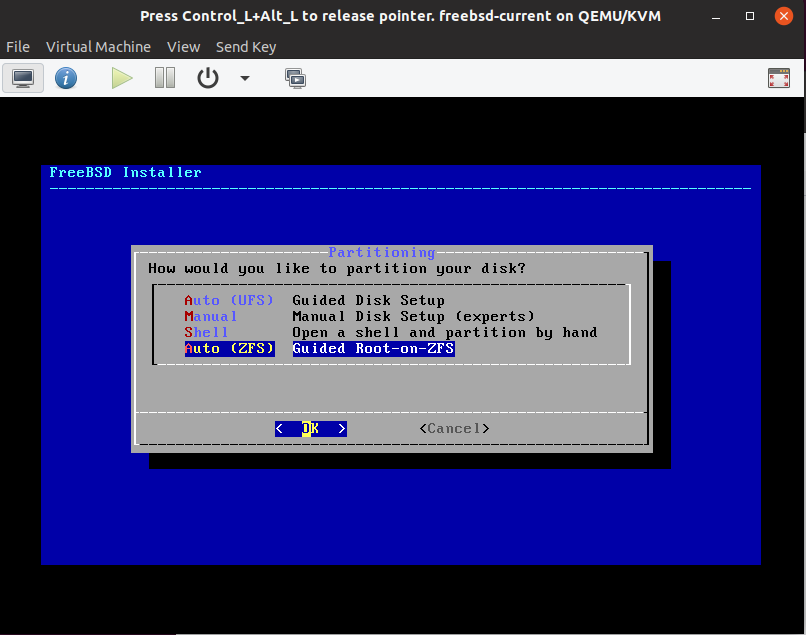 Press Control_L+Alt_L to release pointer. freebsd-current on QEMU/KVM
File Virtual Machine View Send Key
FreeBSD Installer
Partitioning
How would you like to partition your disk?
Auto (UFS) Guided Disk Setup
Manual Manual Disk Setup (experts)
Shell Open a shell and partition by hand
Auto (ZFS) Guided Root-on-ZFS
< OK > <Cancel>